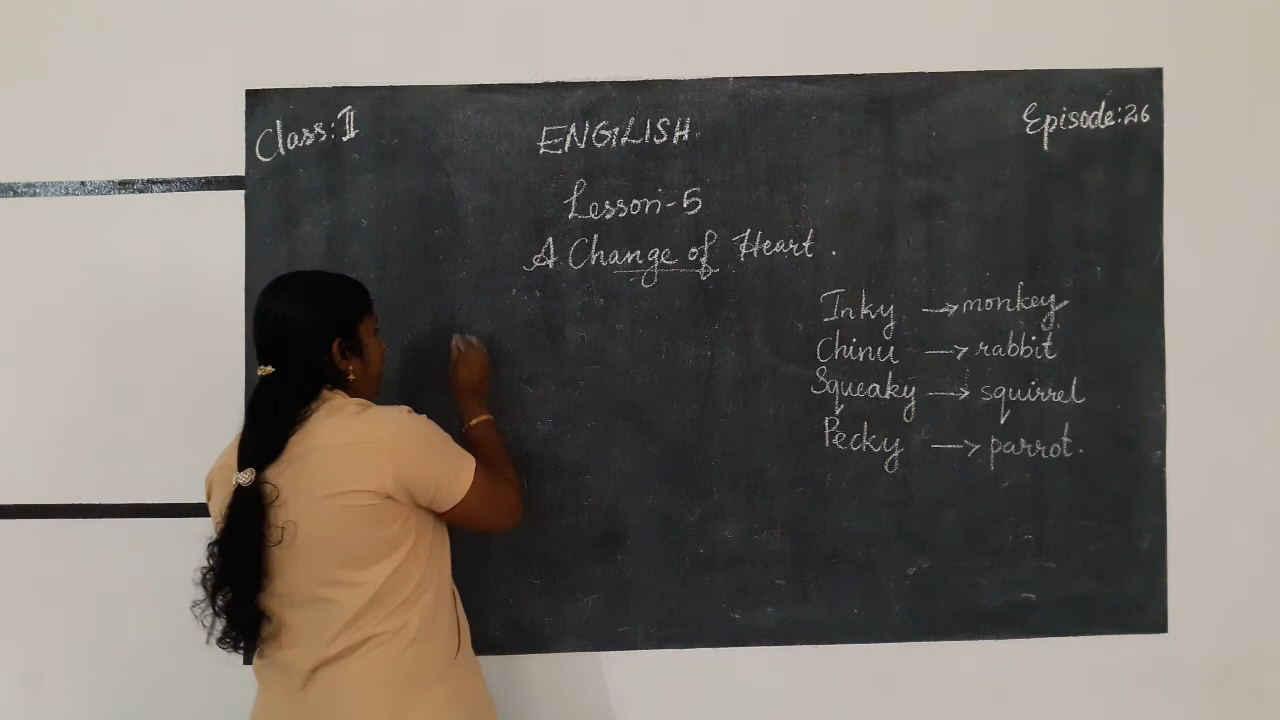 Class: II
ENGLISH
Episode: 26
Lesson-5
A Change of Heart.
Inky → monkey
Chinu → rabbit
Squeaky → squirrel
Pecky → parrot.